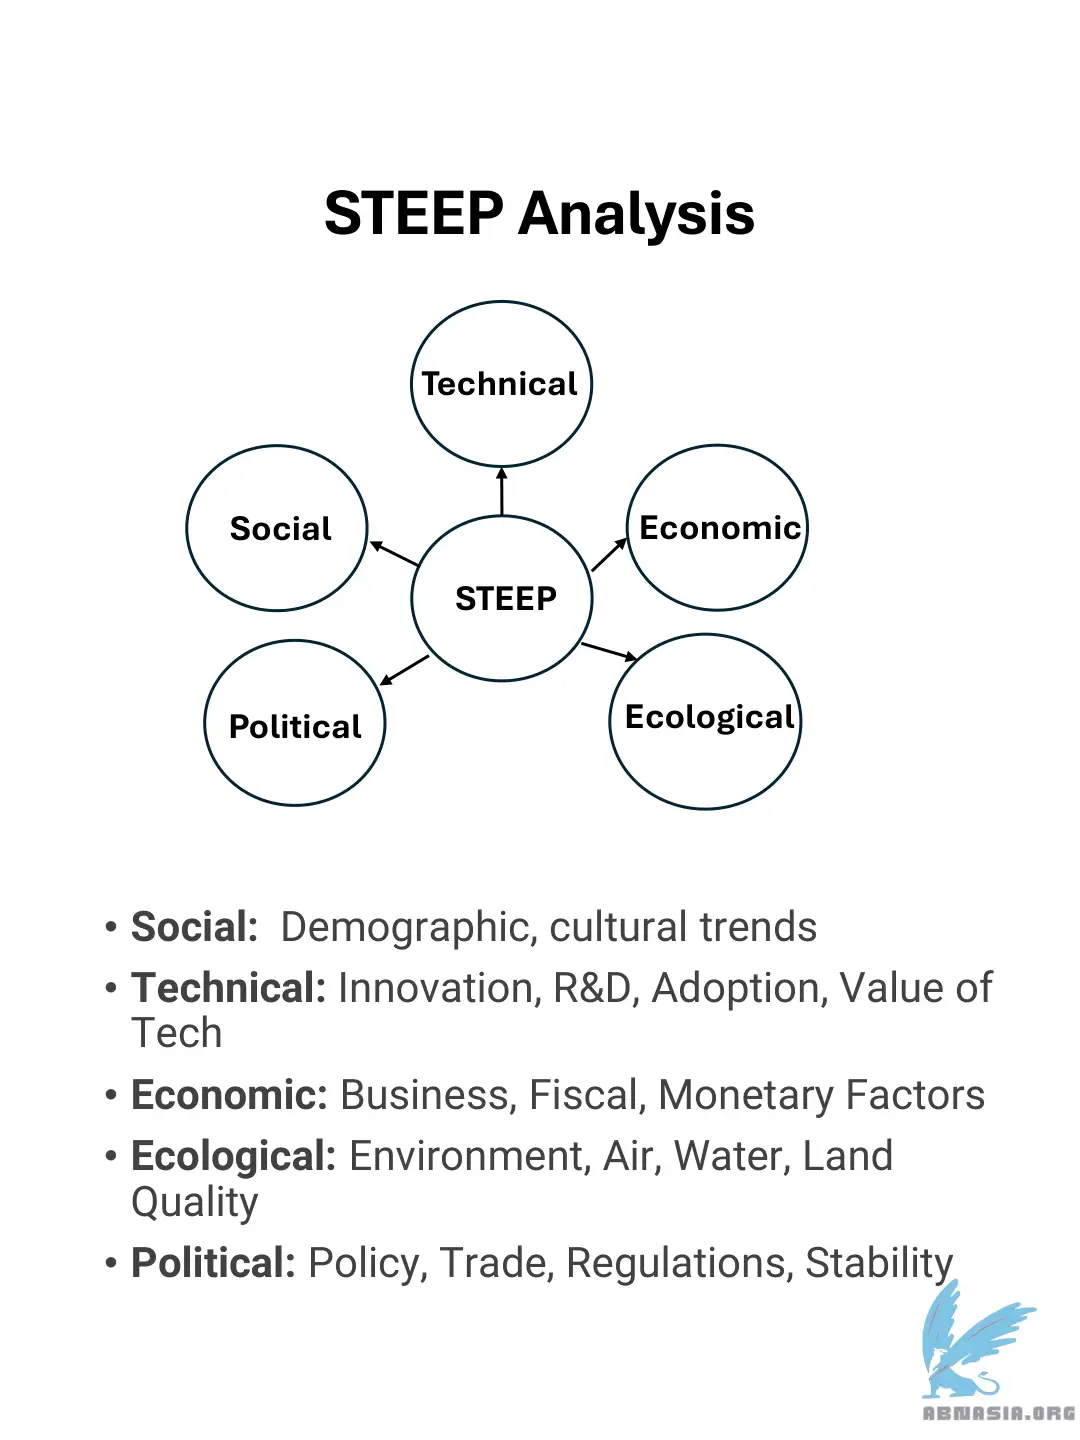 STEEP Analysis
Technical
Social
Economic
STEEP
Political
Ecological
• Social:  Demographic, cultural trends
• Technical: Innovation, R&D, Adoption, Value of
Tech
• Economic: Business, Fiscal, Monetary Factors
• Ecological: Environment, Air, Water, Land
Quality
• Political: Policy, Trade, Regulations, Stability
ABNASIA.ORG